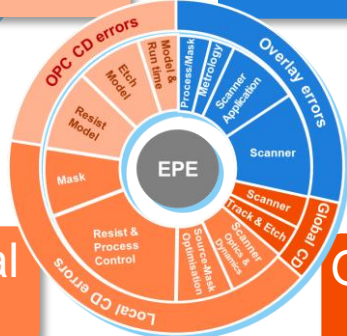 OPC CD errors
Model &
Run time
Etch
Model
Resist
Model
Overlay errors
Process/Mask
Metrology
Scanner
Application
Scanner
EPE
Global CD
Scanner
Track & Etch
Local CD errors
Mask
Resist &
Process
Control
Source-Mask
Optimisation
Scanner
Optics &
Dynamics
al